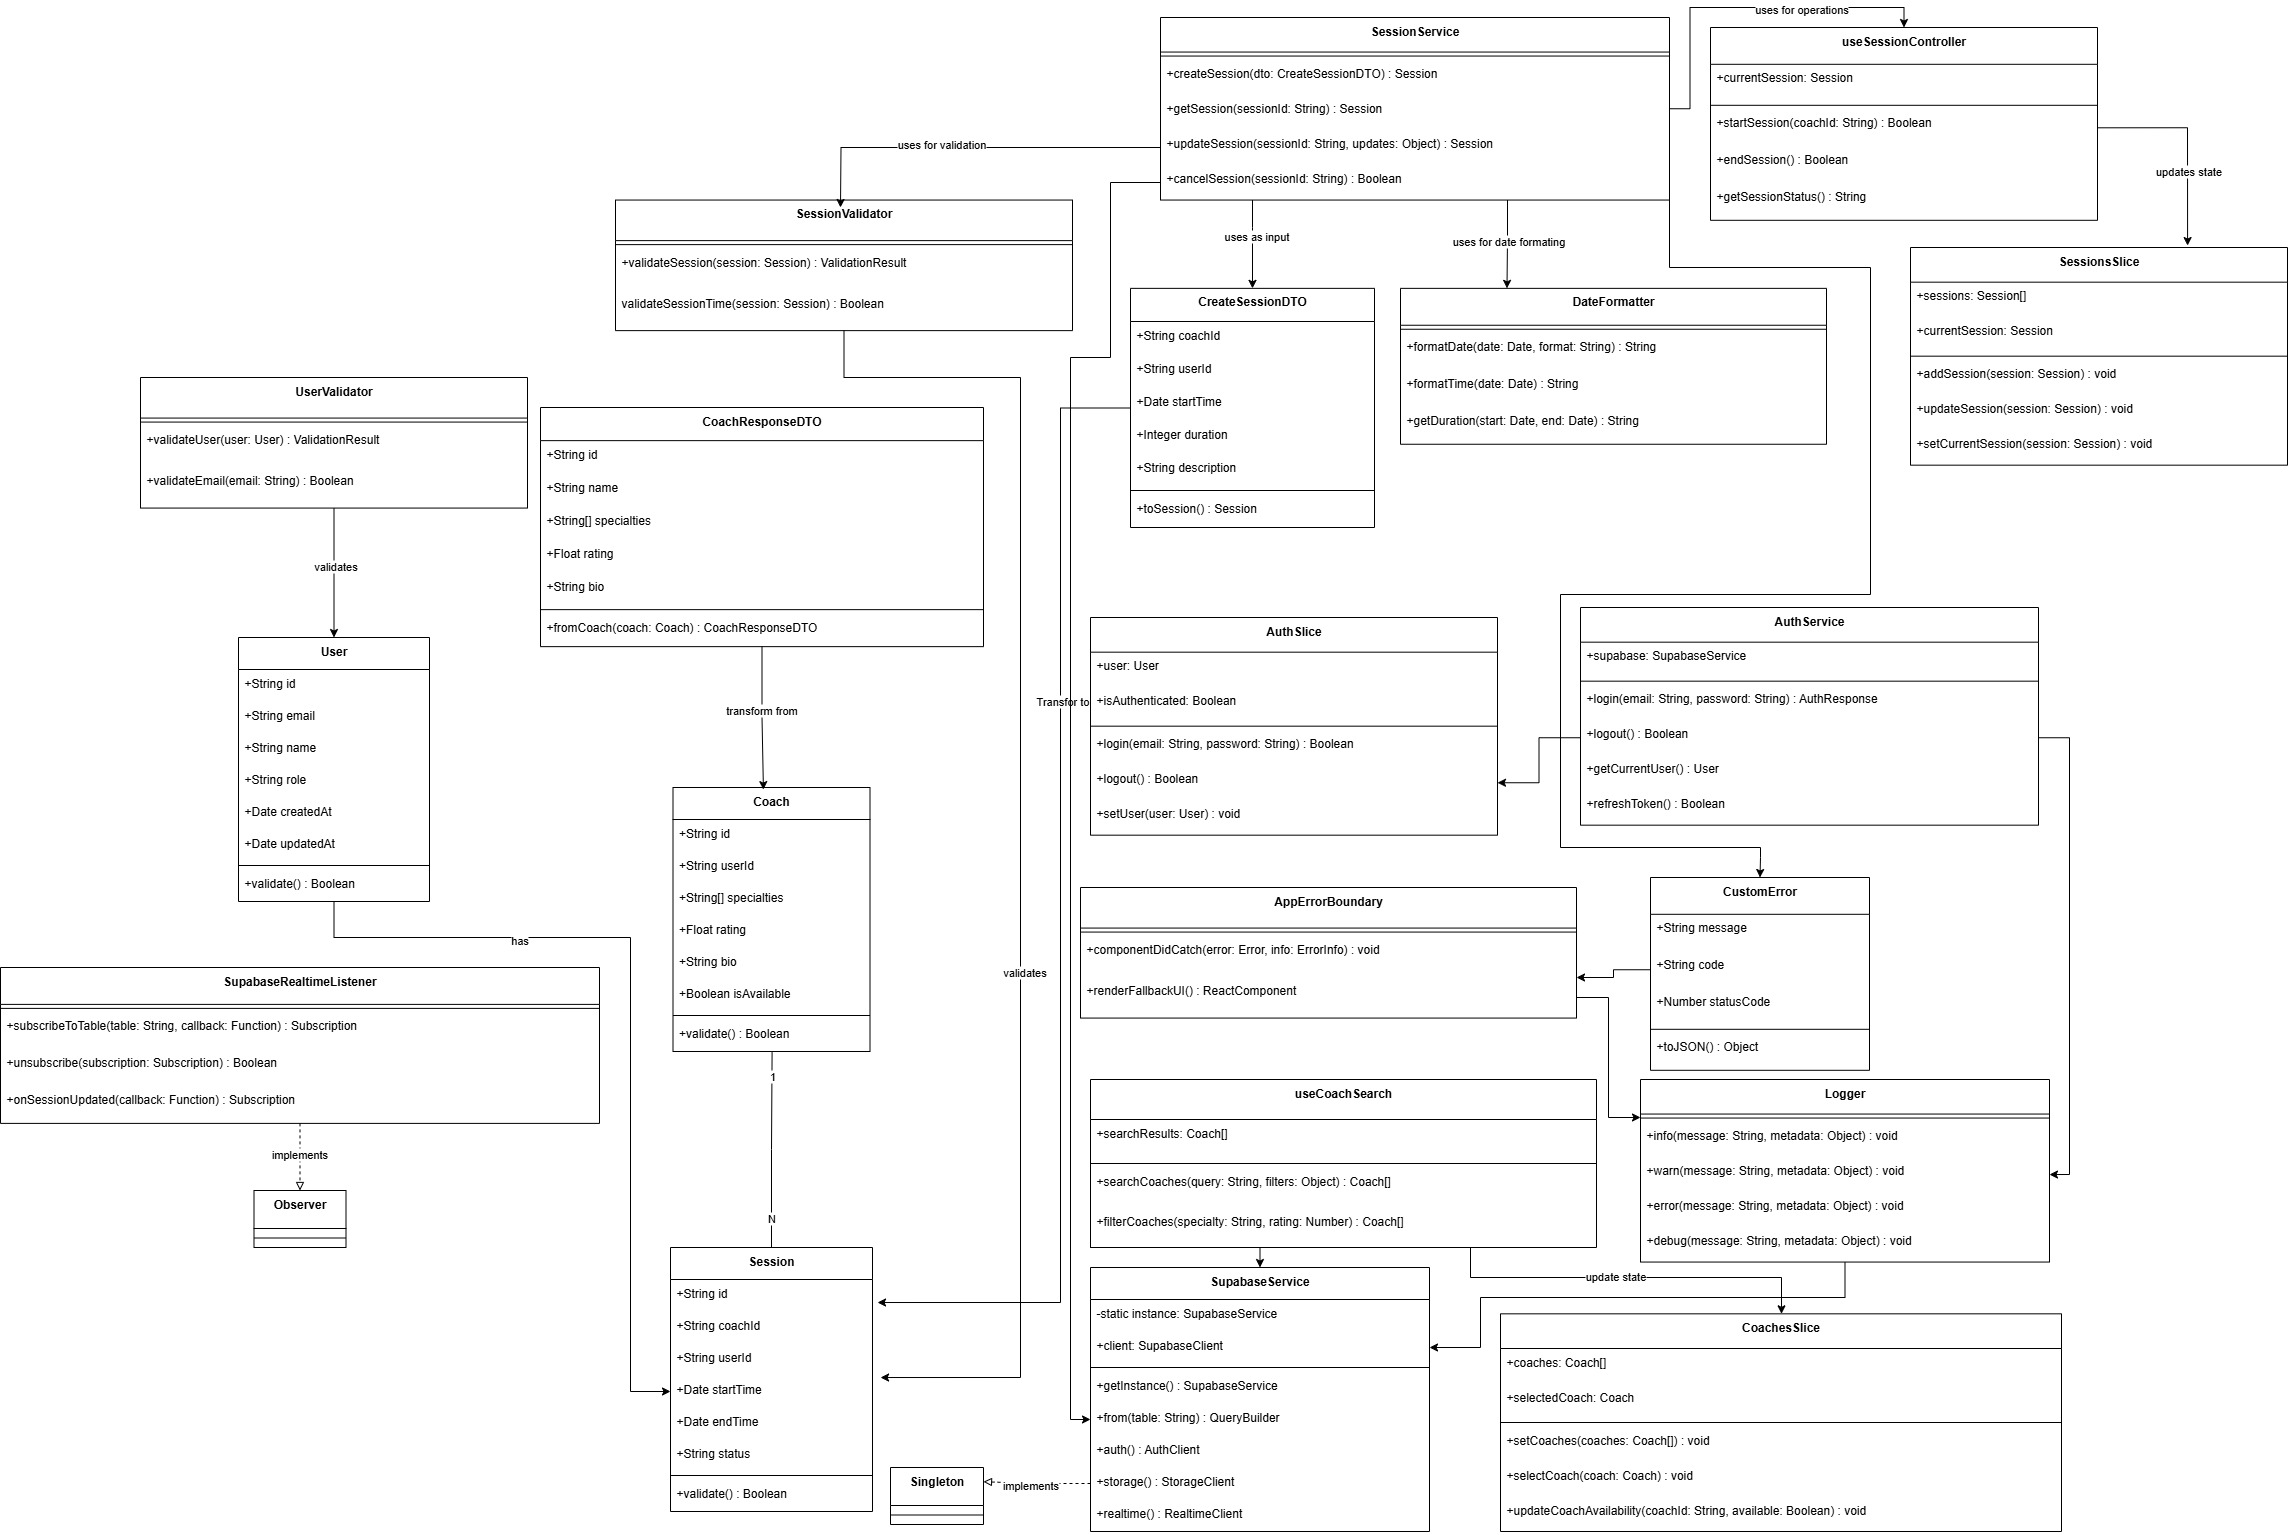 SessionService
+createSession(dto: CreateSessionDTO) : Session
+getSession(sessionId: String) : Session
+updateSession(sessionId: String, updates: Object) : Session
+cancelSession(sessionId: String) : Boolean
uses for operations
useSessionController
+currentSession: Session
+startSession(coachId: String) : Boolean
+endSession() : Boolean
+getSessionStatus() : String
uses for validation
updates state
SessionValidator
+validateSession(session: Session) : ValidationResult
validateSessionTime(session: Session) : Boolean
uses as input
uses for date formating
SessionsSlice
+sessions: Session[]
+currentSession: Session
+addSession(session: Session) : void
+updateSession(session: Session) : void
+setCurrentSession(session: Session) : void
CreateSessionDTO
+String coachId
+String userId
+Date startTime
+Integer duration
+String description
+toSession() : Session
DateFormatter
+formatDate(date: Date, format: String) : String
+formatTime(date: Date) : String
+getDuration(start: Date, end: Date) : String
UserValidator
+validateUser(user: User) : ValidationResult
+validateEmail(email: String) : Boolean
CoachResponseDTO
+String id
+String name
+String[] specialties
+Float rating
+String bio
+fromCoach(coach: Coach) : CoachResponseDTO
validates
User
+String id
+String email
+String name
+String role
+Date createdAt
+Date updatedAt
+validate() : Boolean
transform from
Transfor to
AuthSlice
+user: User
+isAuthenticated: Boolean
+login(email: String, password: String) : Boolean
+logout() : Boolean
+setUser(user: User) : void
AuthService
+supabase: SupabaseService
+login(email: String, password: String) : AuthResponse
+logout() : Boolean
+getCurrentUser() : User
+refreshToken() : Boolean
Coach
+String id
+String userId
+String[] specialties
+Float rating
+String bio
+Boolean isAvailable
+validate() : Boolean
has
validates
AppErrorBoundary
+componentDidCatch(error: Error, info: ErrorInfo) : void
+renderFallbackUI() : ReactComponent
CustomError
+String message
+String code
+Number statusCode
+toJSON() : Object
SupabaseRealtimeListener
+subscribeToTable(table: String, callback: Function) : Subscription
+unsubscribe(subscription: Subscription) : Boolean
+onSessionUpdated(callback: Function) : Subscription
implements
Observer
1
N
useCoachSearch
+searchResults: Coach[]
+searchCoaches(query: String, filters: Object) : Coach[]
+filterCoaches(specialty: String, rating: Number) : Coach[]
Logger
+info(message: String, metadata: Object) : void
+warn(message: String, metadata: Object) : void
+error(message: String, metadata: Object) : void
+debug(message: String, metadata: Object) : void
Session
+String id
+String coachId
+String userId
+Date startTime
+Date endTime
+String status
+validate() : Boolean
update state
SupabaseService
-static instance: SupabaseService
+client: SupabaseClient
+getInstance() : SupabaseService
+from(table: String) : QueryBuilder
+auth() : AuthClient
+storage() : StorageClient
+realtime() : RealtimeClient
Singleton
implements
CoachesSlice
+coaches: Coach[]
+selectedCoach: Coach
+setCoaches(coaches: Coach[]) : void
+selectCoach(coach: Coach) : void
+updateCoachAvailability(coachId: String, available: Boolean) : void